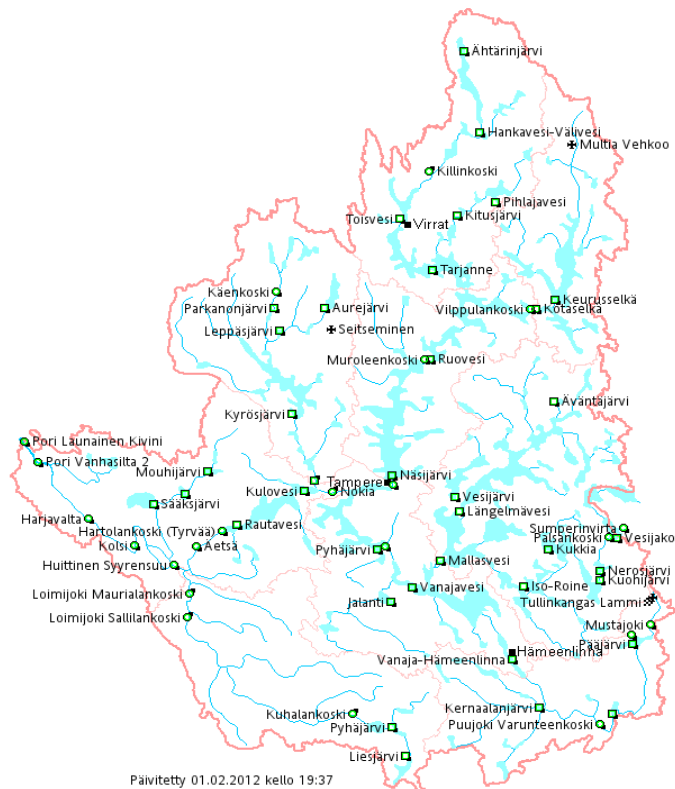 Ähtärinjärvi
Hankavesi-Välivesi
Multia Vehkoo
Killinkoski
Pihlajavesi
Toisvesi
Virrat
Kitusjärvi
Tarjanne
Käenkoski
Parkanonjärvi
Aurejärvi
Keurusselkä
Vilppulankoski
Kotaselkä
Leppäsjärvi
Seitseminen
Muroleenkoski
Ruovesi
Äväntäjärvi
Kyrösjärvi
Pori Launainen Kivini
Pori Vanhasilta 2
Mouhijärvi
Näsijärvi
Tampere
Kulovesi
Nokia
Vesijärvi
Sääksjärvi
Längelmävesi
Harjavalta
Rautavesi
Hartolankoski (Tyrvää)
Sumperinvirta
Palsankoski
Vesijako
Kolsi
Äetsä
Pyhäjärvi
Kukkia
Huittinen Syyrensuu
Mallasvesi
Nerosjärvi
Kuohijärvi
Iso-Roine
Vanajavesi
Loimijoki Maurialankoski
Jalanti
Tullinkangas Lammi
Loimijoki Sallilankoski
Mustajoki
Pääjärvi
Hämeenlinna
Vanaja-Hämeenlinna
Kernaalanjärvi
Kuhalankoski
Pyhäjärvi
Puujoki Varunteenkoski
Liesjärvi
Päivitetty 01.02.2012 kello 19:37